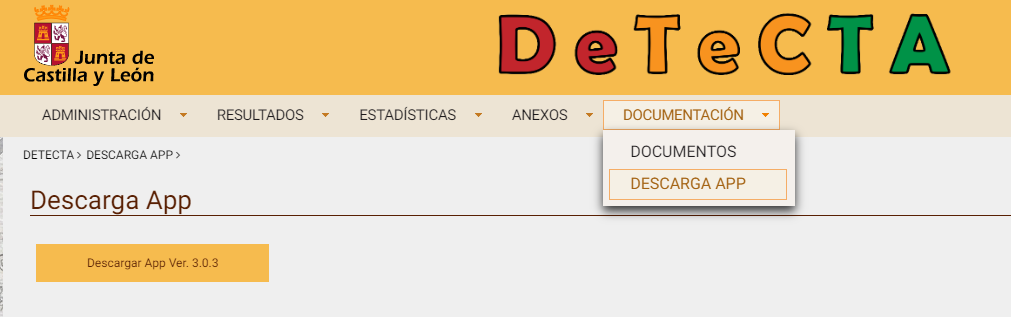 Junta de
Castilla y León
DeTeCTA
ADMINISTRACIÓN RESULTADOS ESTADÍSTICAS ANEXOS DOCUMENTACIÓN
DOCUMENTOS
DESCARGA APP
DETECTA > DESCARGA APP >
Descarga App
Descargar App Ver. 3.0.3